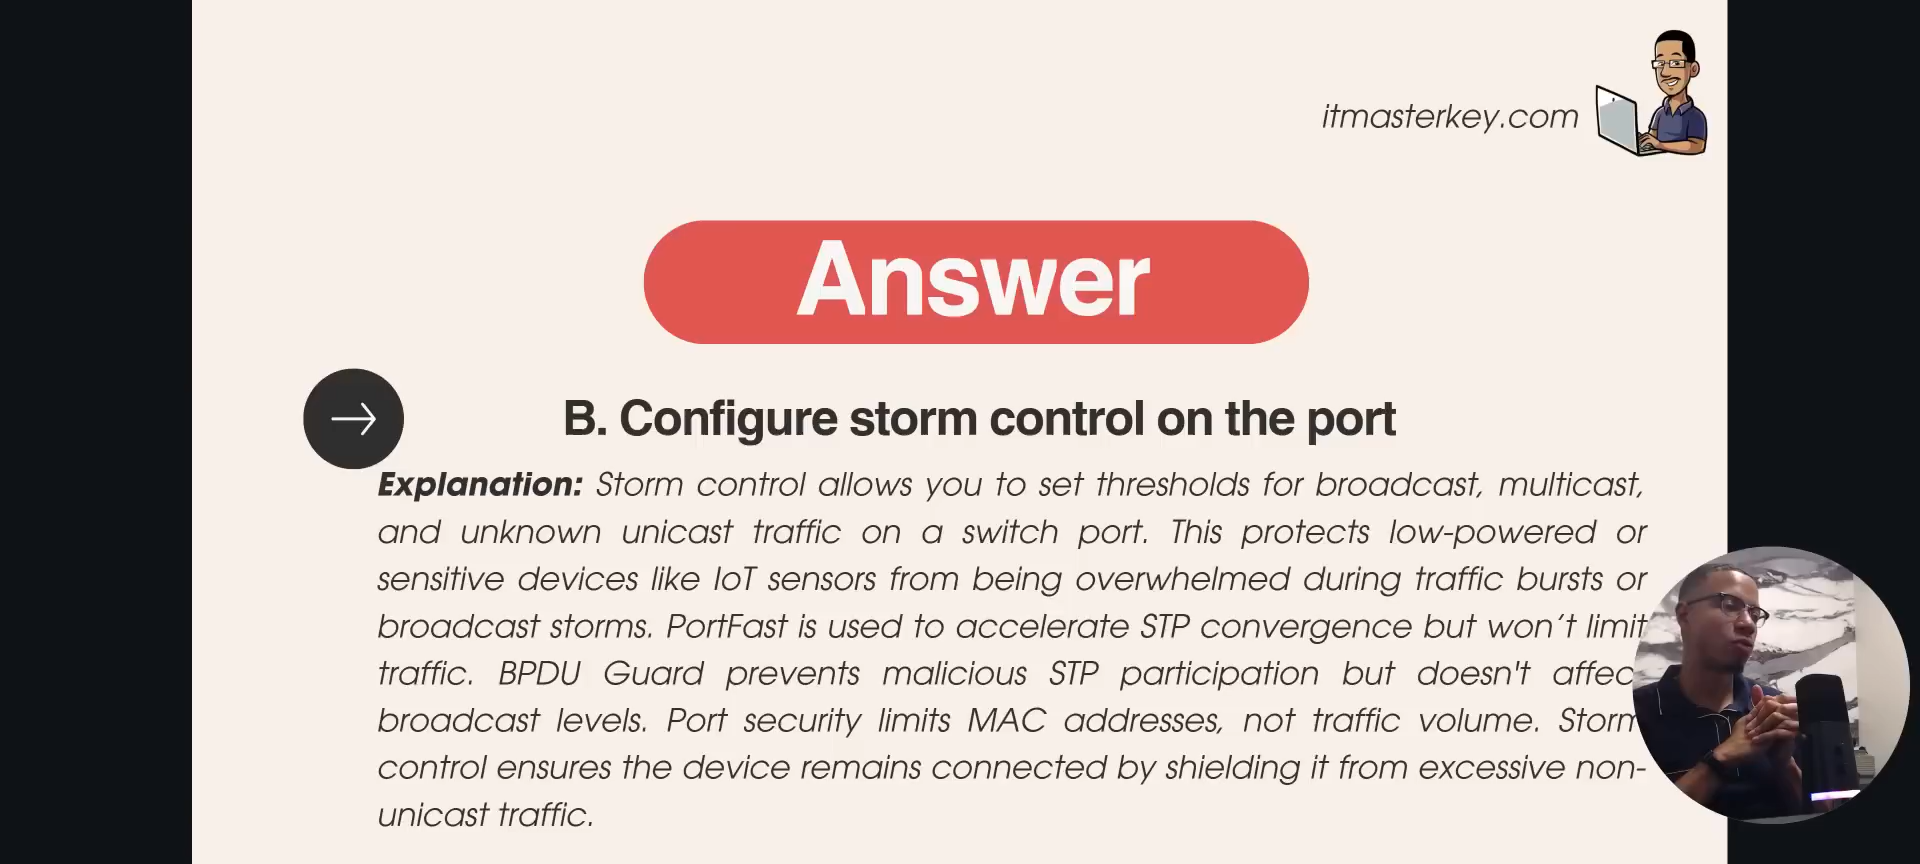 itmasterkey.com
Answer
B. Configure storm control on the port
Explanation: Storm control allows you to set thresholds for broadcast, multicast,
and unknown unicast traffic on a switch port. This protects low-powered or
sensitive devices like IoT sensors from being overwhelmed during traffic bursts or
broadcast storms. PortFast is used to accelerate STP convergence but won’t limit
traffic. BPDU Guard prevents malicious STP participation but doesn't affect
broadcast levels. Port security limits MAC addresses, not traffic volume. Storm
control ensures the device remains connected by shielding it from excessive non-
unicast traffic.